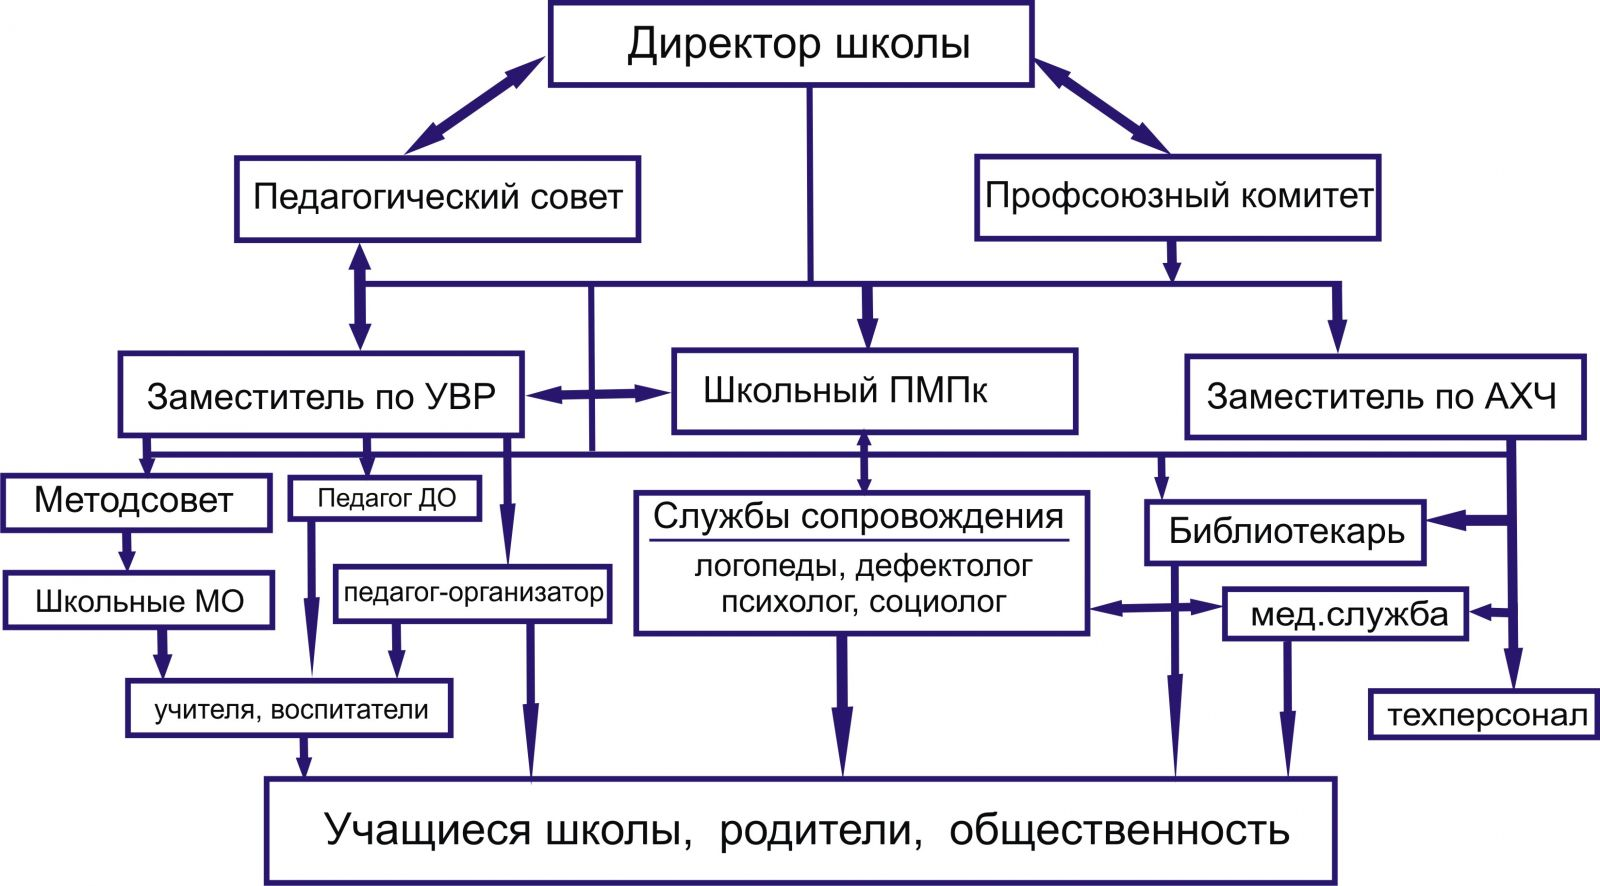 Директор школы
Педагогический совет
Профсоюзный комитет
Заместитель по УВР
Школьный ПМПк
Заместитель по АХЧ
Методсовет
Педагог ДО
Службы сопровождения
логопеды, дефектолог
психолог, социолог
Библиотекарь
Школьные МО
педагог-организатор
мед.служба
учителя, воспитатели
техперсонал
Учащиеся школы, родители, общественность